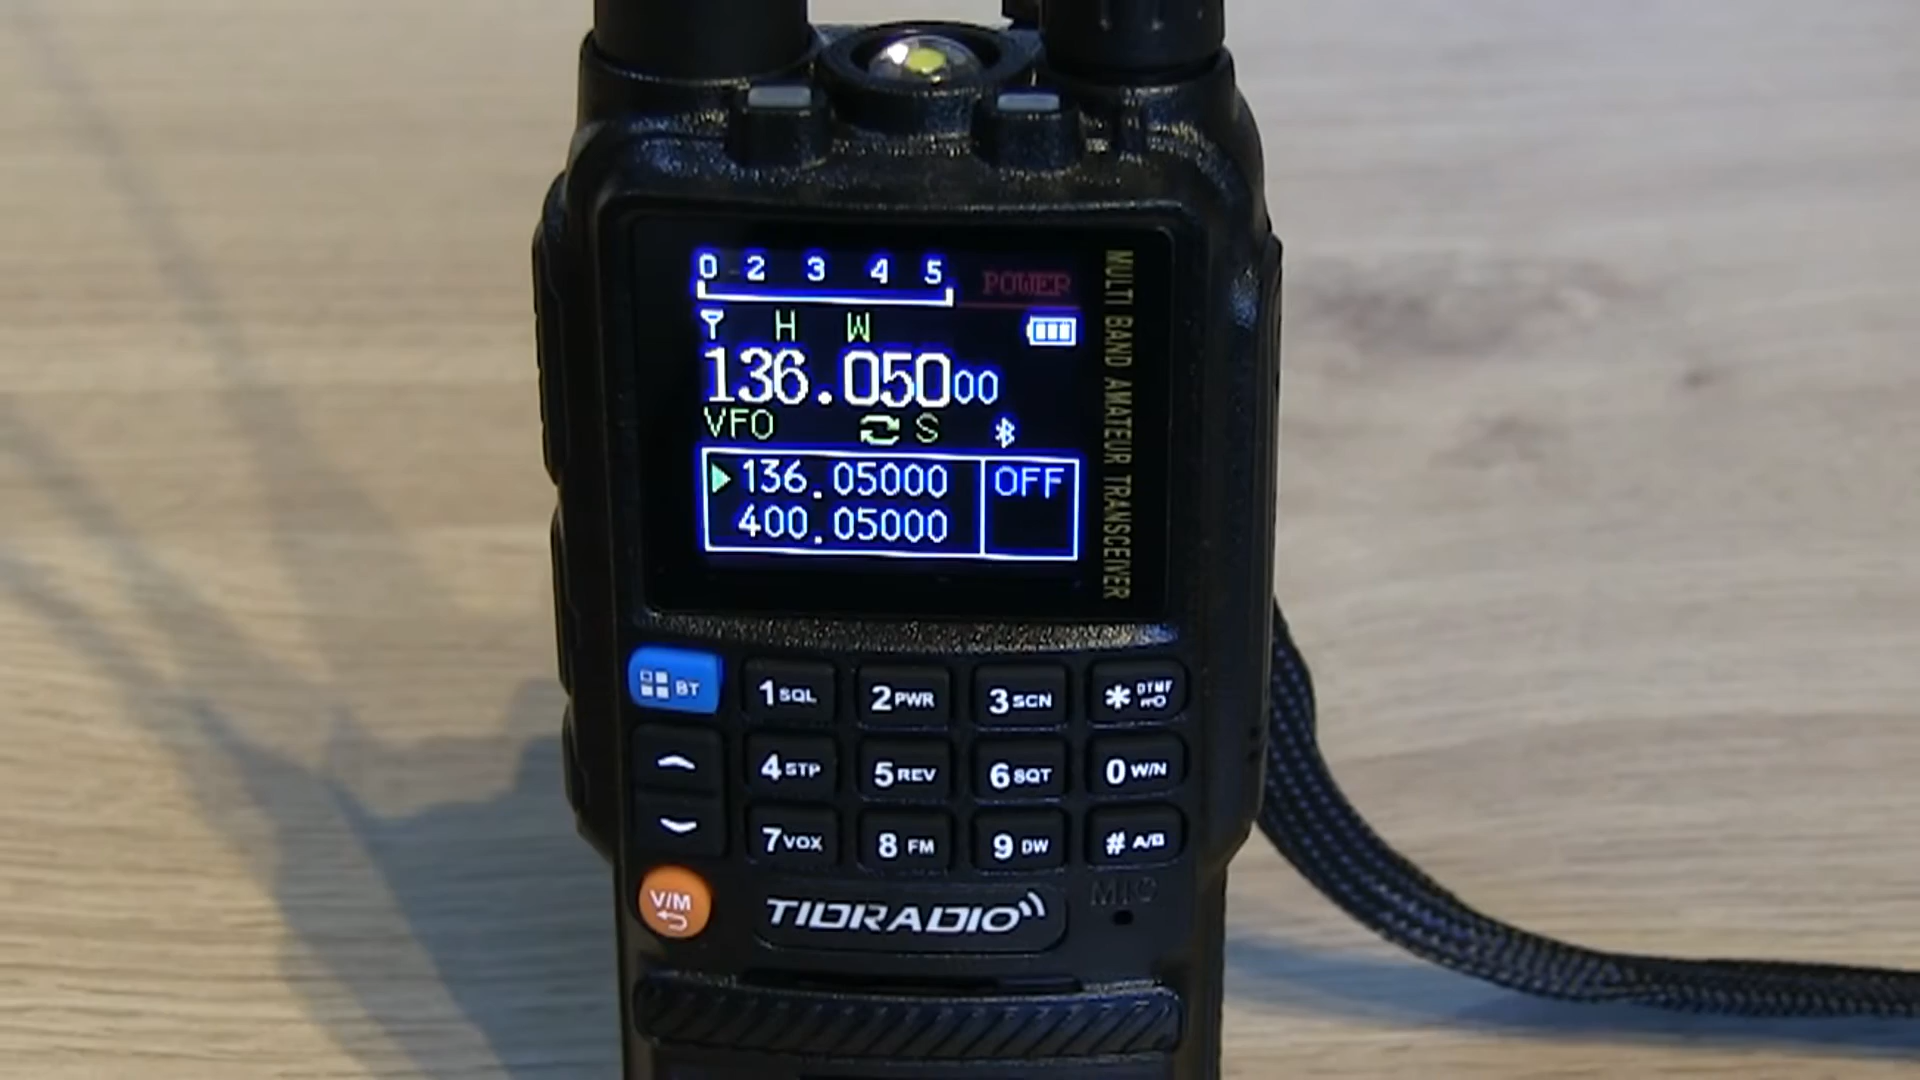 0 2 3 4 5 POWER
H W
136.05000
VFO S
136.05000 OFF
400.05000
MULTI BAND AMATEUR TRANSCEIVER
BT 1 SQL 2 PWR 3 SCN * DTMF
4 STP 5 REV 6 SQT 0 W/N
7 VOX 8 FM 9 DW # A/B
V/M
TIDRADIO
MIC